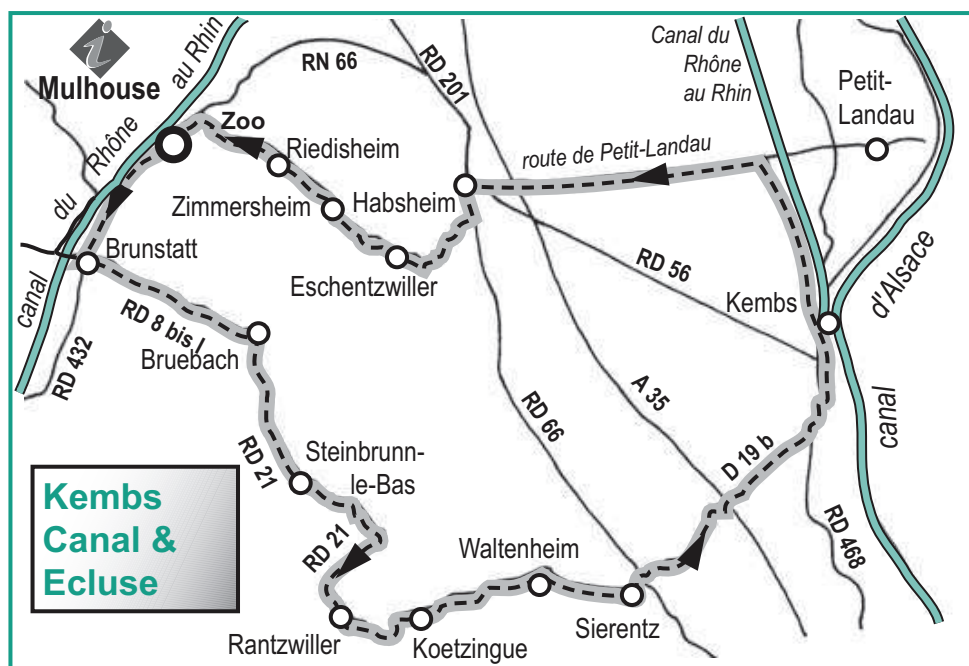 i
Mulhouse
au Rhin
Rhône
du
canal
RN 66
RD 201
Canal du
Rhône
au Rhin
Petit-
Landau
Zoo
Riedisheim
route de Petit-Landau
Zimmersheim
Habsheim
Brunstatt
Eschentzwiller
RD 56
Kembs
d'Alsace
canal
RD 8 bis I
RD 432
Bruebach
A 35
RD 66
RD 21
Steinbrunn-
le-Bas
D 19 b
Kembs
Canal &
Ecluse
RD 21
Waltenheim
RD 468
Rantzwiller
Koetzingue
Sierentz